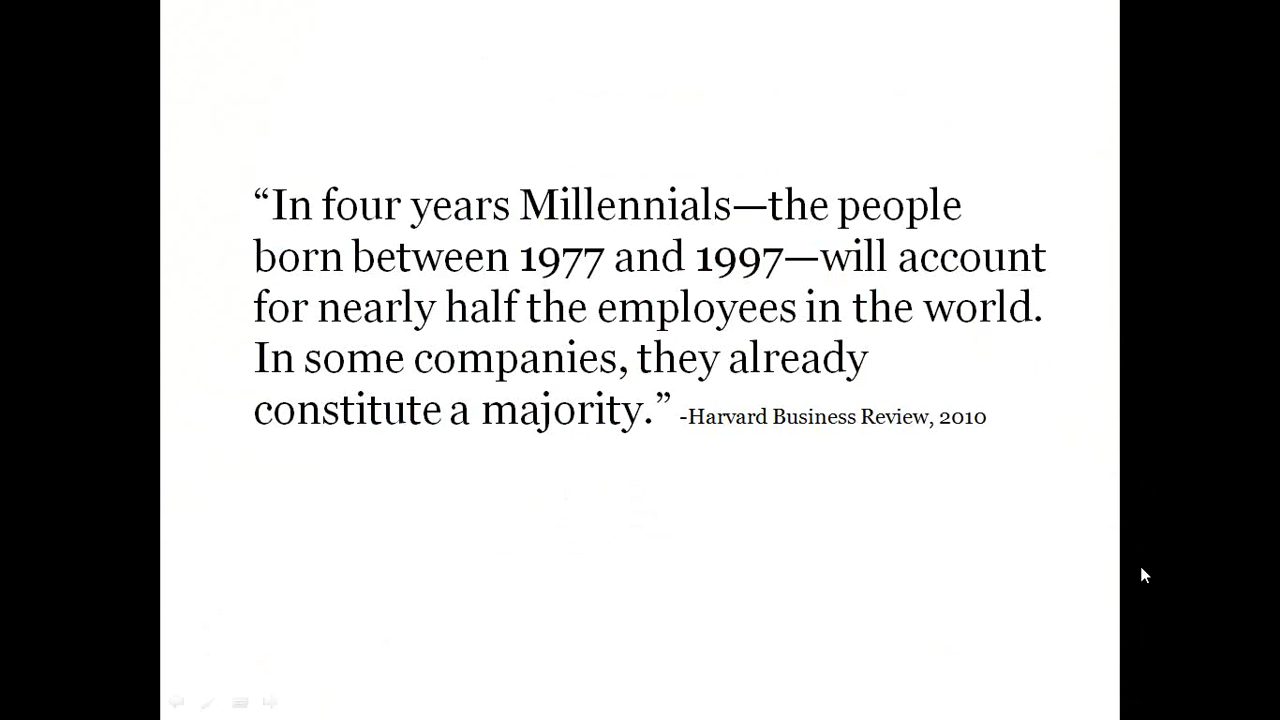 “In four years Millennials—the people
born between 1977 and 1997—will account
for nearly half the employees in the world.
In some companies, they already
constitute a majority.” -Harvard Business Review, 2010